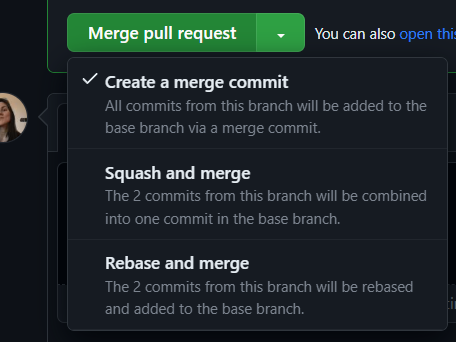 Merge pull request
You can also open this
Create a merge commit
All commits from this branch will be added to the
base branch via a merge commit.
Squash and merge
The 2 commits from this branch will be combined
into one commit in the base branch.
Rebase and merge
The 2 commits from this branch will be rebased
and added to the base branch.